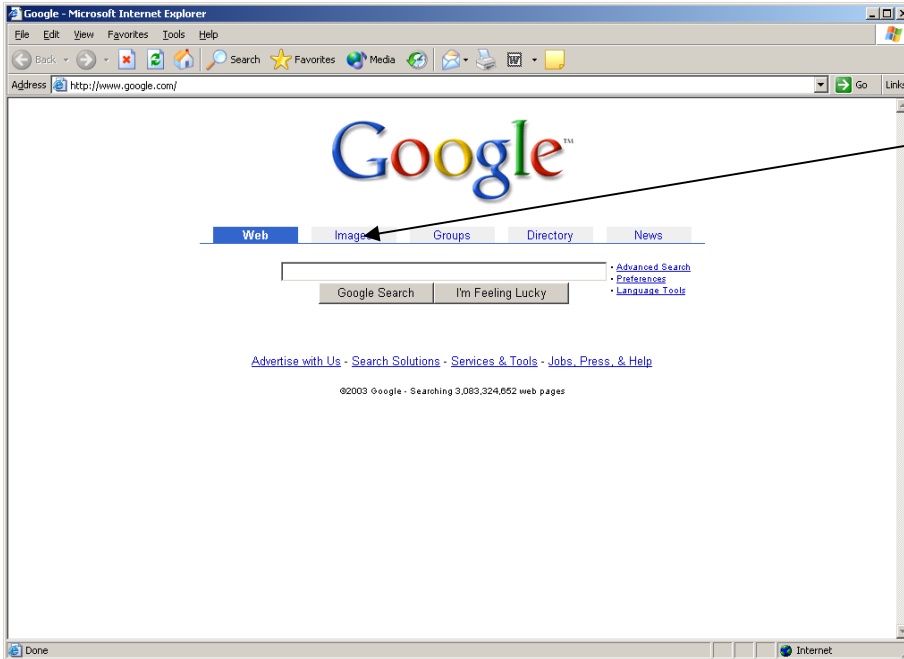 Google - Microsoft Internet Explorer
File Edit View Favorites Tools Help
Back Search Favorites Media
Address http://www.google.com/ Go Links
Google™
Web Images Groups Directory News
• Advanced Search
• Preferences
Google Search I'm Feeling Lucky • Language Tools
Advertise with Us - Search Solutions - Services & Tools - Jobs, Press, & Help
©2003 Google - Searching 3,083,324,652 web pages
Done Internet